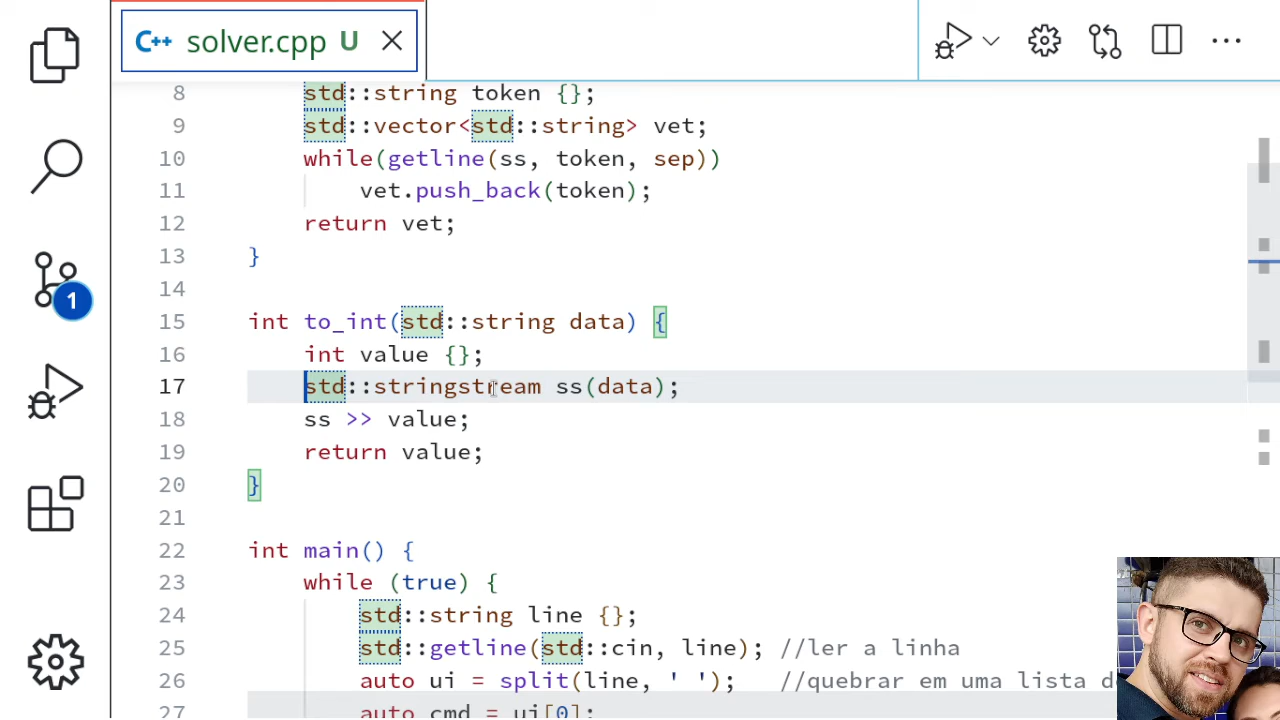 C++ solver.cpp U
8 std::string token {};
9 std::vector<std::string> vet;
10 while(getline(ss, token, sep))
11 vet.push_back(token);
12 return vet;
13 }
14
15 int to_int(std::string data) {
16 int value {};
17 std::stringstream ss(data);
18 ss >> value;
19 return value;
20 }
21
22 int main() {
23 while (true) {
24 std::string line {};
25 std::getline(std::cin, line); //ler a linha
26 auto ui = split(line, ' '); //quebrar em uma lista
27 auto cmd = ui[0];
1